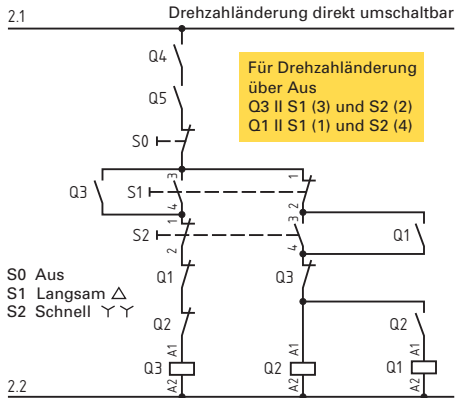 2.1
Drehzahländerung direkt umschaltbar
Q4
Für Drehzahländerung
über Aus
Q3 II S1 (3) und S2 (2)
Q1 II S1 (1) und S2 (4)
Q5
S0
3
1
Q3
S1
4
2
1
3
S2
Q1
2
4
S0 Aus
Q1
Q3
S1 Langsam △
S2 Schnell YY
Q2
Q2
A1
A1
A1
Q3
Q2
Q1
A2
A2
A2
2.2